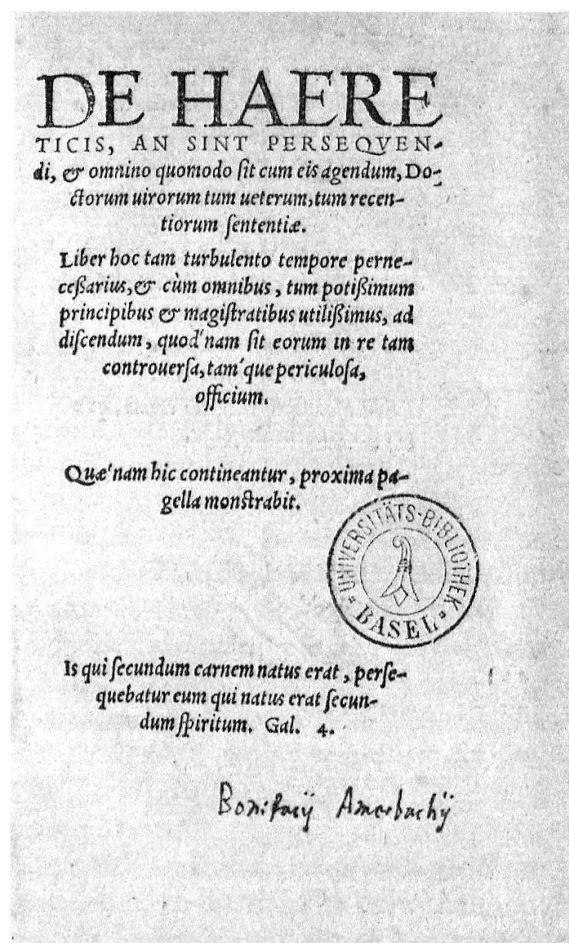 DE HAERE
TICIS, AN SINT PERSEQVEN-
di, & omnino quomodo sit cum eis agendum, Do-
ctorum uirorum tum ueterum, tum recen-
tiorum sententiæ.
Liber hoc tam turbulento tempore perne-
ceßarius, & cùm omnibus, tum potißimum
principibus & magistratibus utilißimus, ad
discendum, quod'nam sit eorum in re tam
controuersa, tam'que periculosa,
officium.
Quæ'nam hic contineantur, proxima pa-
gella monstrabit.
UNIVERSITÄTS-BIBLIOTHEK
BASEL
Is qui secundum carnem natus erat, perse-
quebatur eum qui natus erat secun-
dum spiritum. Gal. 4.
Bonifacij Amerbachij